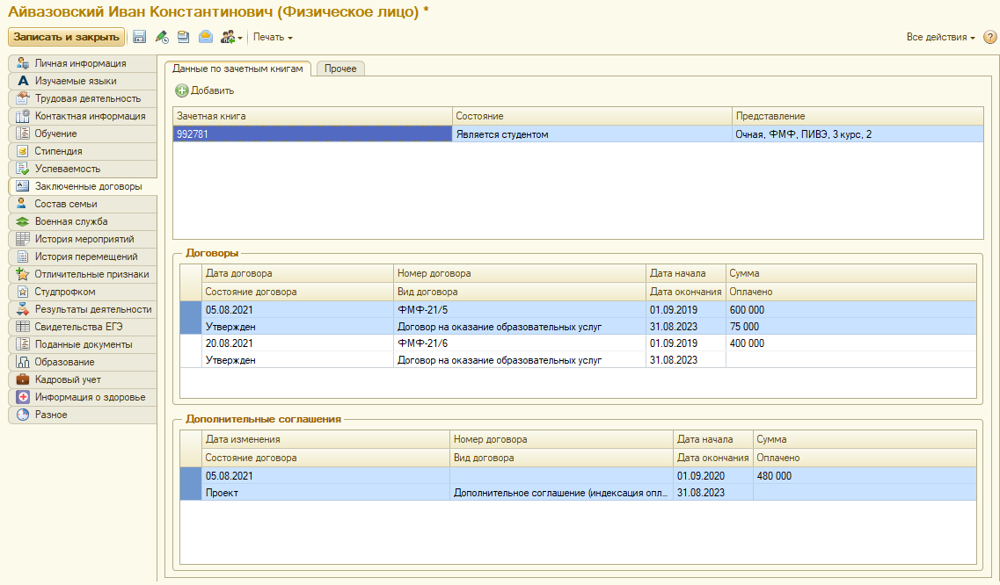 Айвазовский Иван Константинович (Физическое лицо) *
Записать и закрыть Печать Все действия ?
Личная информация
Изучаемые языки
Трудовая деятельность
Контактная информация
Обучение
Стипендия
Успеваемость
Заключенные договоры
Состав семьи
Военная служба
История мероприятий
История перемещений
Отличительные признаки
Студпрофком
Результаты деятельности
Свидетельства ЕГЭ
Поданные документы
Образование
Кадровый учет
Информация о здоровье
Разное
Данные по зачетным книгам Прочее
Добавить
Зачетная книга Состояние Представление
992781 Является студентом Очная, ФМФ, ПИВЭ, 3 курс, 2
Договоры
Дата договора Номер договора Дата начала Сумма
Состояние договора Вид договора Дата окончания Оплачено
05.08.2021 ФМФ-21/5 01.09.2019 600 000
Утвержден Договор на оказание образовательных услуг 31.08.2023 75 000
20.08.2021 ФМФ-21/6 01.09.2019 400 000
Утвержден Договор на оказание образовательных услуг 31.08.2023
Дополнительные соглашения
Дата изменения Номер договора Дата начала Сумма
Состояние договора Вид договора Дата окончания Оплачено
05.08.2021 01.09.2020 480 000
Проект Дополнительное соглашение (индексация опл... 31.08.2023